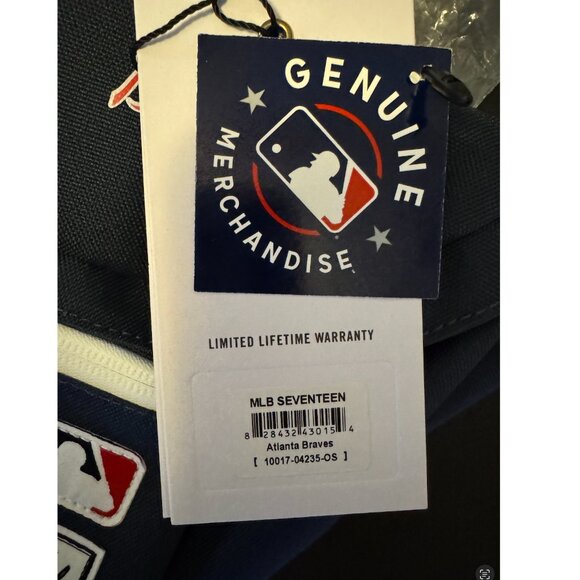 GENUINE
MERCHANDISE
LIMITED LIFETIME WARRANTY
MLB SEVENTEEN
8 28432 43015 4
Atlanta Braves
[ 10017-04235-OS ]